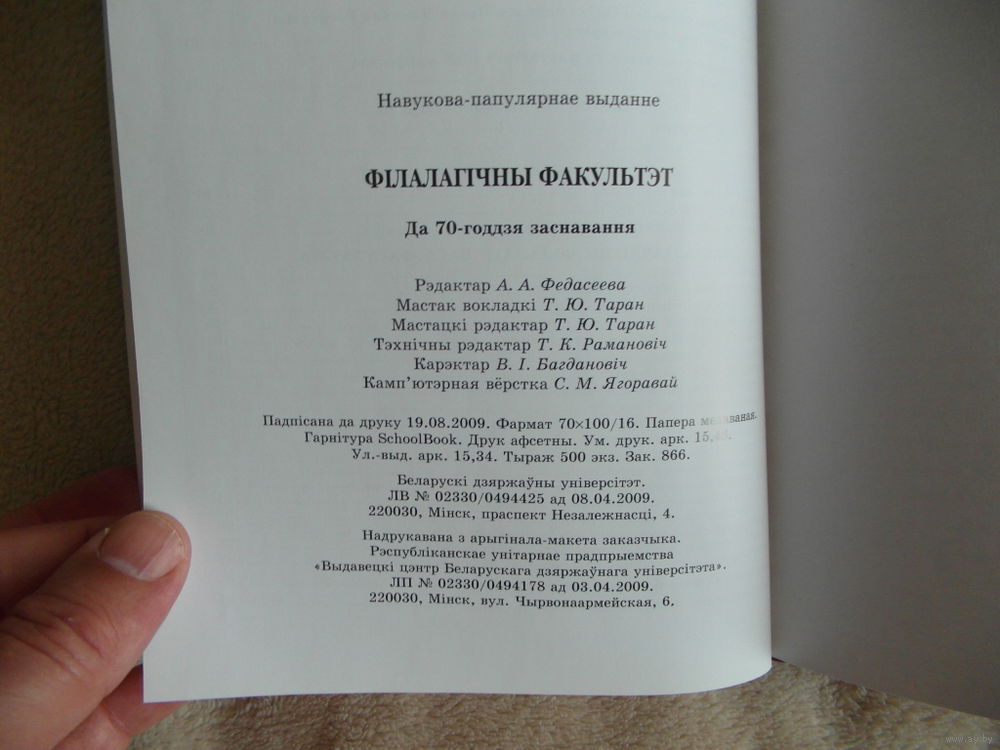 Навукова-папулярнае выданне
ФІЛАЛАГІЧНЫ ФАКУЛЬТЭТ
Да 70-годдзя заснавання
Рэдактар А. А. Федасеева
Мастак вокладкі Т. Ю. Таран
Мастацкі рэдактар Т. Ю. Таран
Тэхнічны рэдактар Т. К. Рамановіч
Карэктар В. І. Багдановіч
Камп'ютэрная вёрстка С. М. Ягоравай
Падпісана да друку 19.08.2009. Фармат 70×100/16. Папера
Гарнітура SchoolBook. Друк афсетны. Ум. друк. арк.
Ул.-выд. арк. 15,34. Тыраж 500 экз. Зак. 866.
Беларускі дзяржаўны універсітэт.
ЛВ № 02330/0494425 ад 08.04.2009.
220030, Мінск, праспект Незалежнасці, 4.
Надрукавана з арыгінала-макета заказчыка.
Рэспубліканскае унітарнае прадпрыемства
«Выдавецкі цэнтр Беларускага дзяржаўнага універсітэта».
ЛП № 02330/0494178 ад 03.04.2009.
220030, Мінск, вул. Чырвонаармейская, 6.
www.ay.by